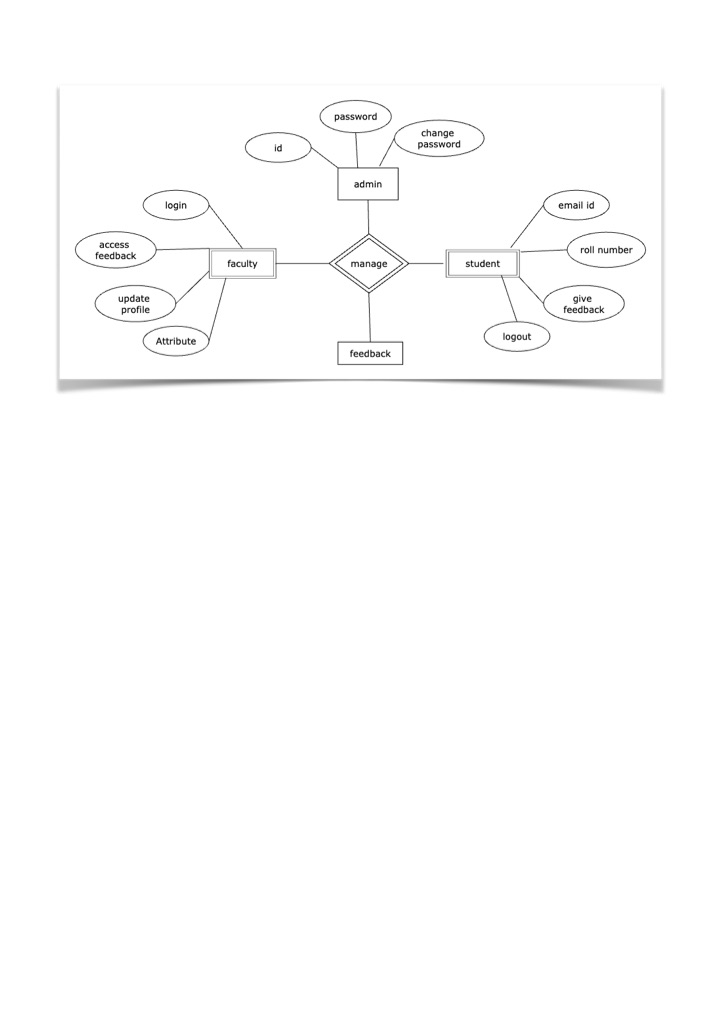 password
change
password
id
admin
login
email id
access
feedback
roll number
faculty
manage
student
update
profile
give
feedback
Attribute
logout
feedback